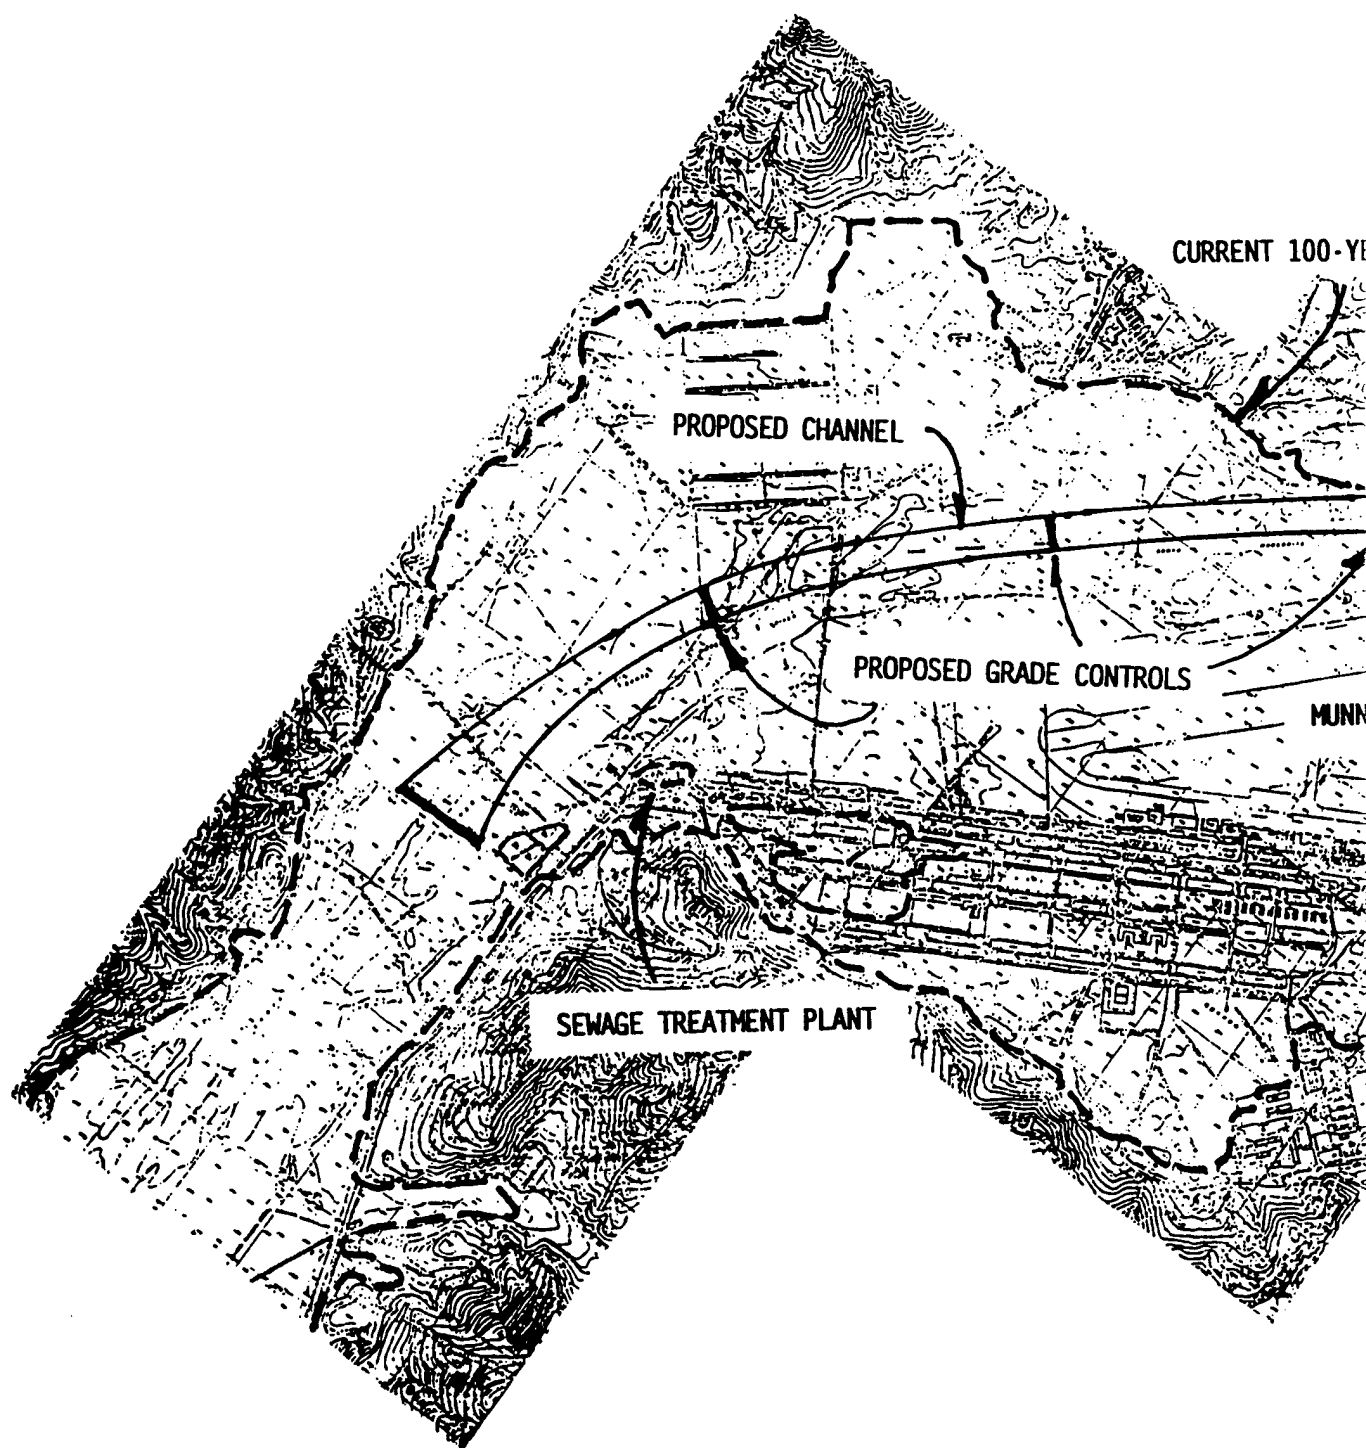 CURRENT 100-YE
PROPOSED CHANNEL
PROPOSED GRADE CONTROLS
MUNN
SEWAGE TREATMENT PLANT